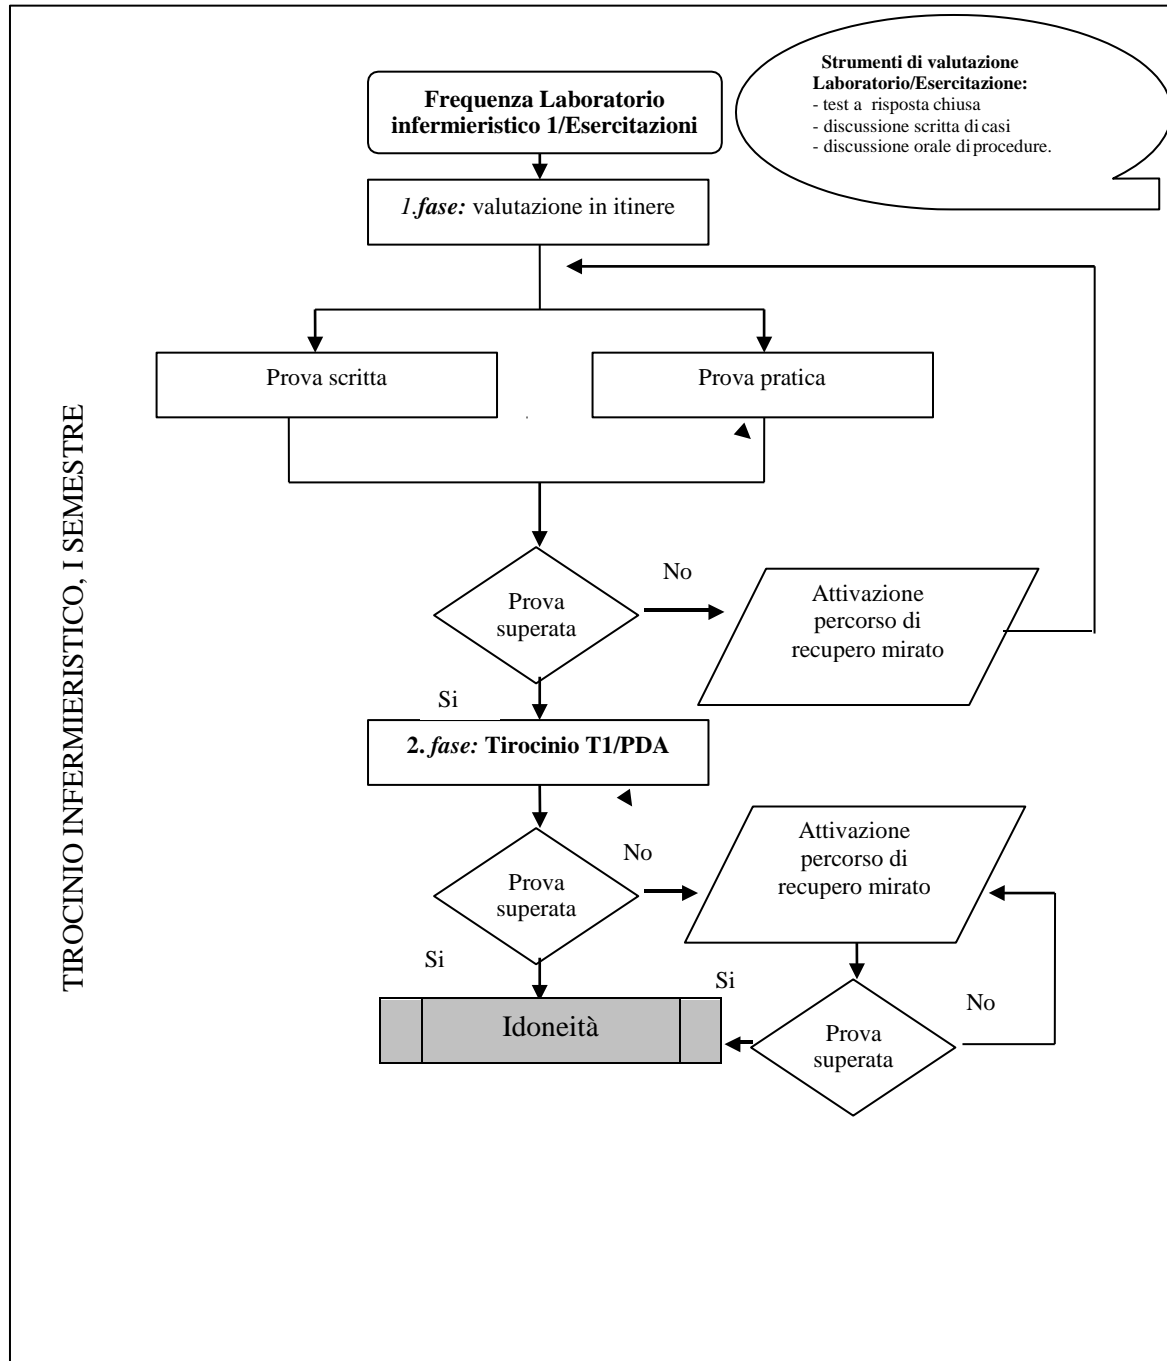 Strumenti di valutazione
Laboratorio/Esercitazione:
- test a risposta chiusa
- discussione scritta di casi
- discussione orale di procedure.
Frequenza Laboratorio
infermieristico 1/Esercitazioni
1.fase: valutazione in itinere
Prova scritta
Prova pratica
TIROCINIO INFERMIERISTICO, I SEMESTRE
No
Prova
superata
Attivazione
percorso di
recupero mirato
Si
2. fase: Tirocinio T1/PDA
No
Prova
superata
Attivazione
percorso di
recupero mirato
Si
Si
No
Idoneità
Prova
superata